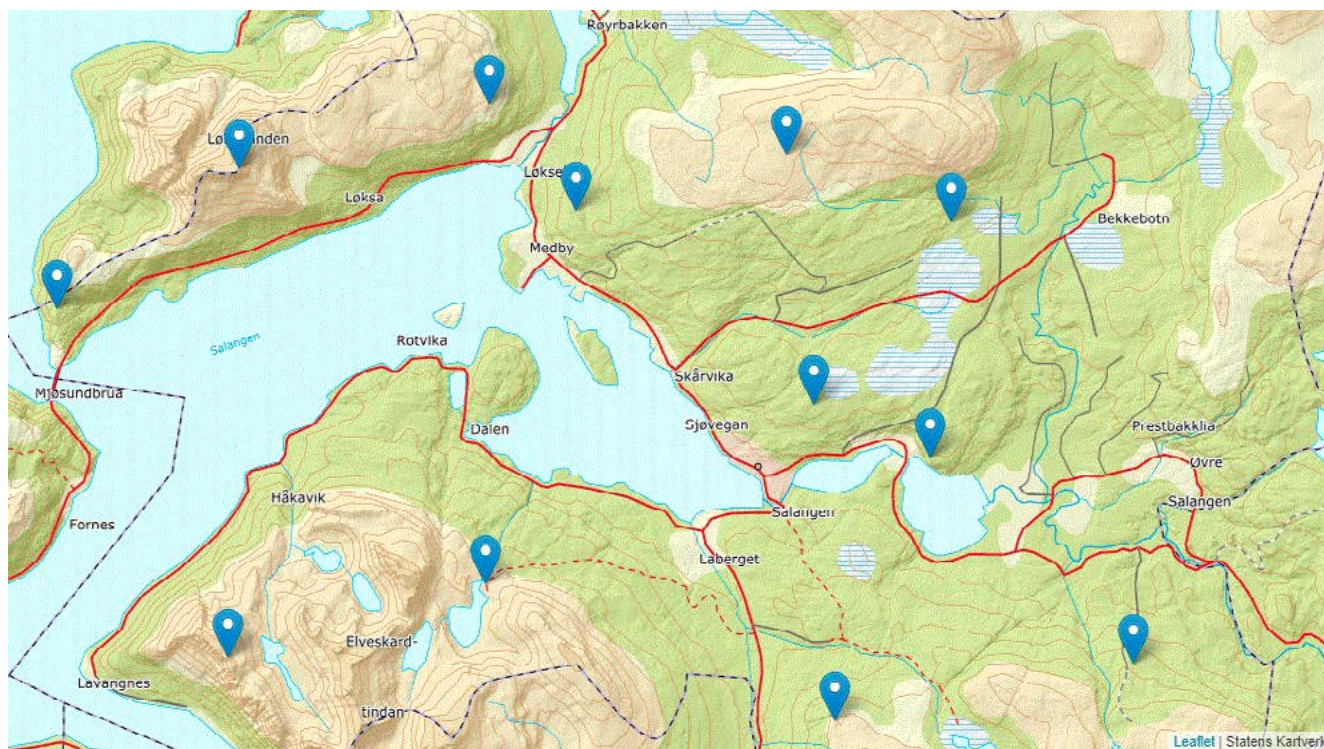 Røyrbakken
Løksa
Medby
Bekkebotn
Salangen
Rotvika
Skårvika
Mjøsundbrua
Sjøvegan
Dalen
Prestbakklia
Øvre
Salangen
Håkavik
Fornes
Salangen
Laberget
Elveskard-
tindan
Lavangnes
Leaflet | Statens Kartverk